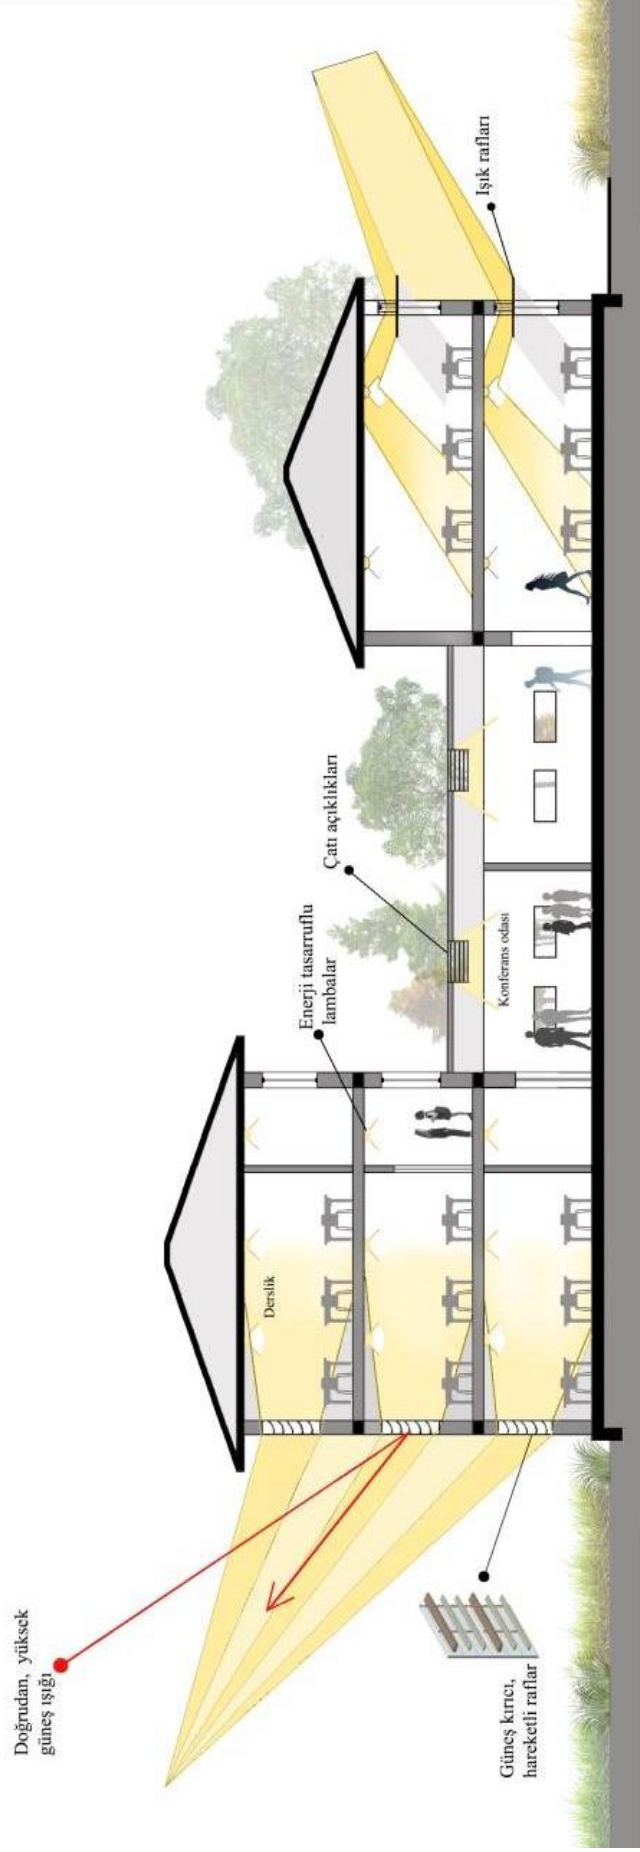 Doğrudan, yüksek
güneş ışığı
Güneş kırıcı,
hareketli raflar
Derslik
Enerji tasarruflu
lambalar
Çatı açıklıkları
Konferans odası
Işık rafları